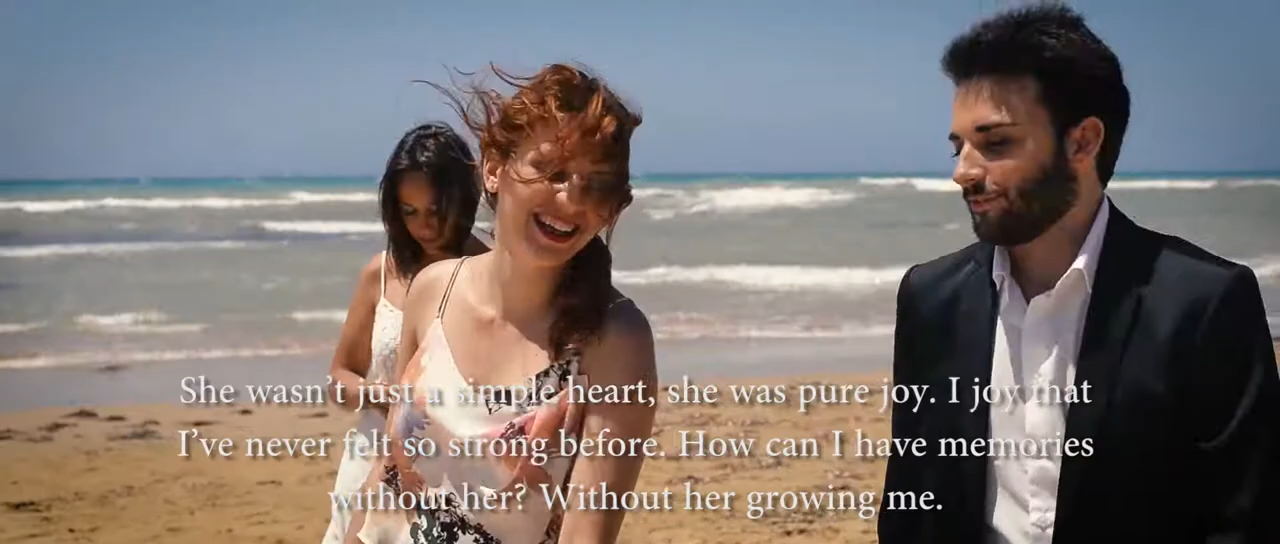 She wasn't just a simple heart, she was pure joy. I joy that
I've never felt so strong before. How can I have memories
without her? Without her growing me.